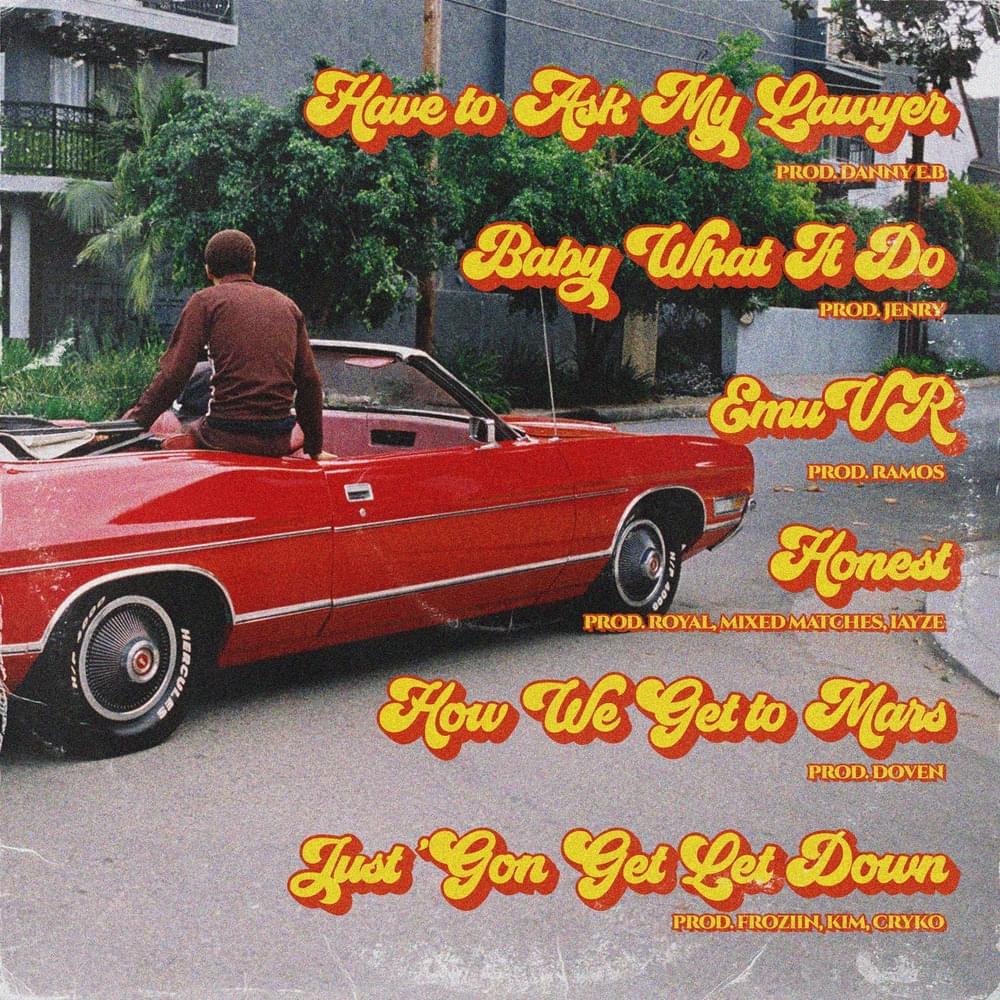 Have to Ask My Lawyer
PROD. DANNY E.B
Baby What It Do
PROD. JENRY
Emu VR
PROD. RAMOS
Honest
PROD. ROYAL, MIXED MATCHES, IAYZE
How We Get to Mars
PROD. DOVEN
Just 'Gon Get Let Down
PROD. FROZIIN, KIM, CRYKO
HERCULES